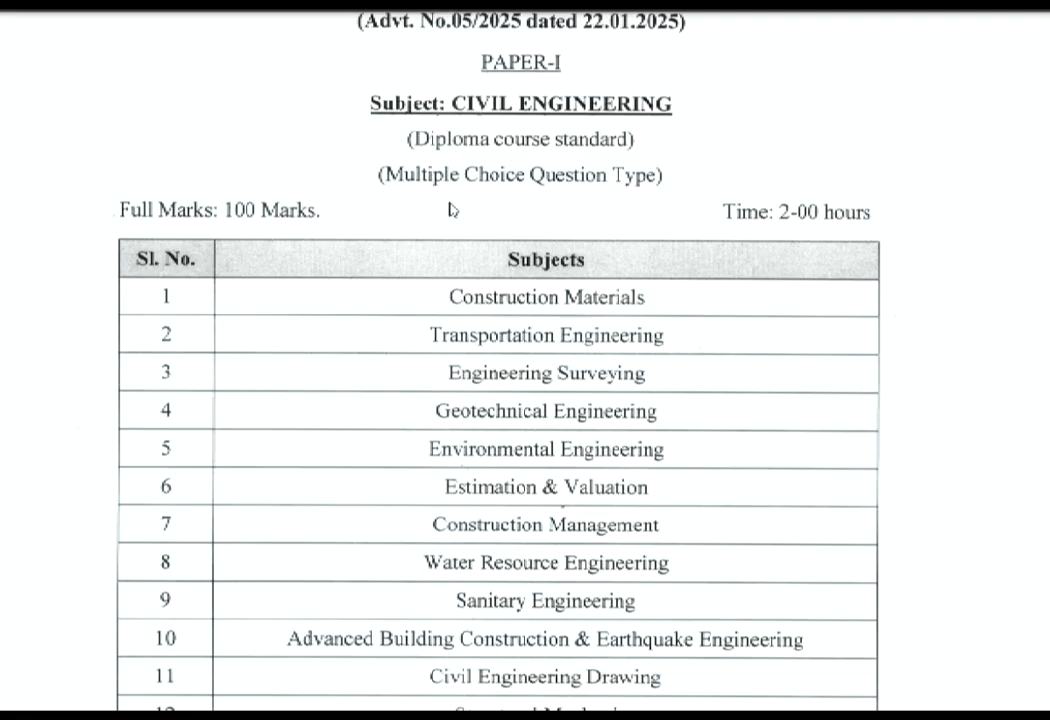 (Advt. No.05/2025 dated 22.01.2025)
PAPER-I
Subject: CIVIL ENGINEERING
(Diploma course standard)
(Multiple Choice Question Type)
Full Marks: 100 Marks. Time: 2-00 hours
Sl. No. Subjects
1 Construction Materials
2 Transportation Engineering
3 Engineering Surveying
4 Geotechnical Engineering
5 Environmental Engineering
6 Estimation & Valuation
7 Construction Management
8 Water Resource Engineering
9 Sanitary Engineering
10 Advanced Building Construction & Earthquake Engineering
11 Civil Engineering Drawing